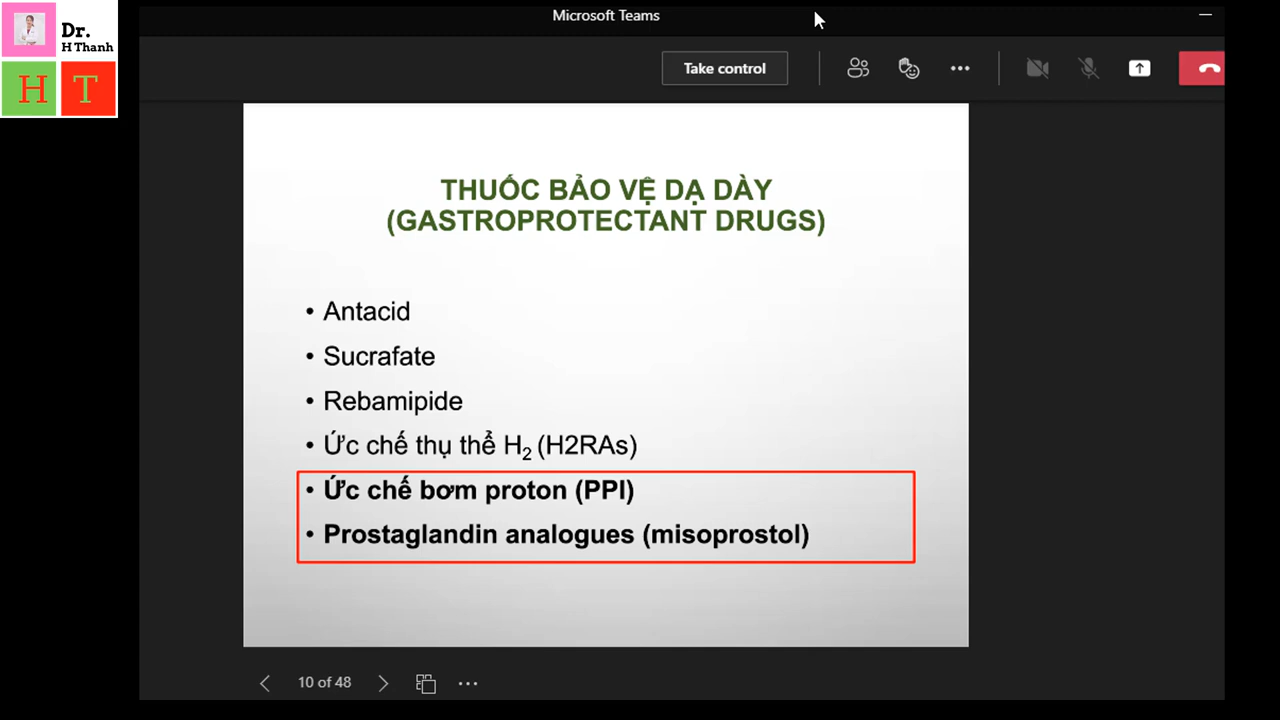 Dr.
H Thanh
H T
Microsoft Teams
Take control
THUỐC BẢO VỆ DẠ DÀY
(GASTROPROTECTANT DRUGS)
• Antacid
• Sucrafate
• Rebamipide
• Ức chế thụ thể H₂ (H2RAs)
• Ức chế bơm proton (PPI)
• Prostaglandin analogues (misoprostol)
10 of 48